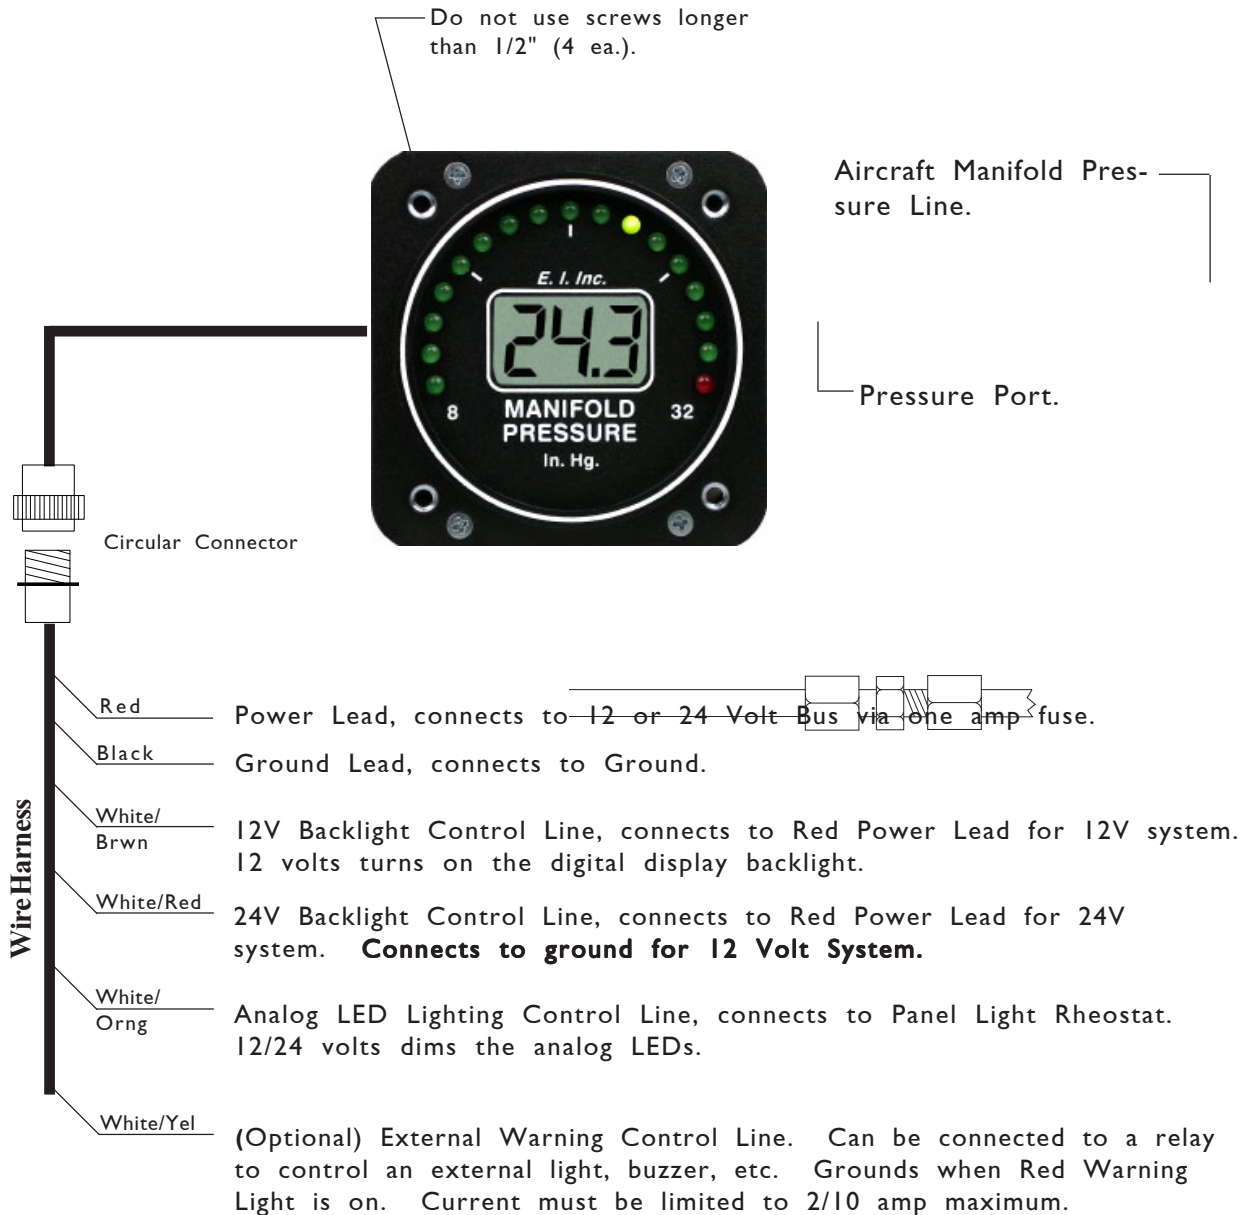 Do not use screws longer
than 1/2" (4 ea.).
Aircraft Manifold Pres-
sure Line.
E. I. Inc.
24.3
8
MANIFOLD
32
PRESSURE
In. Hg.
Pressure Port.
Circular Connector
Wire Harness
Red
Power Lead, connects to 12 or 24 Volt Bus via one amp fuse.
Black
Ground Lead, connects to Ground.
White/
Brwn
12V Backlight Control Line, connects to Red Power Lead for 12V system.
12 volts turns on the digital display backlight.
White/Red
24V Backlight Control Line, connects to Red Power Lead for 24V
system. Connects to ground for 12 Volt System.
White/
Orng
Analog LED Lighting Control Line, connects to Panel Light Rheostat.
12/24 volts dims the analog LEDs.
White/Yel
(Optional) External Warning Control Line. Can be connected to a relay
to control an external light, buzzer, etc. Grounds when Red Warning
Light is on. Current must be limited to 2/10 amp maximum.